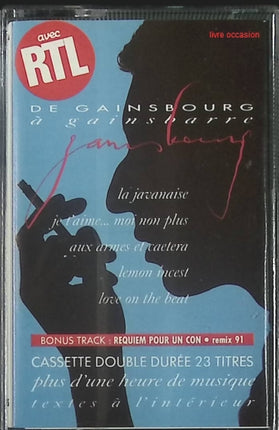 avec
RTL
livre occasion
DE GAINSBOURG
à gainsbarre
gainsbourg
la javanaise
je t'aime... moi non plus
aux armes et caetera
lemon incest
love on the beat
BONUS TRACK : REQUIEM POUR UN CON • remix 91
CASSETTE DOUBLE DURÉE 23 TITRES
plus d'une heure de musique
textes à l'intérieur